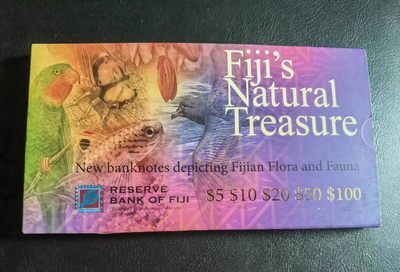 Fiji's
Natural
Treasure
New banknotes depicting Fijian Flora and Fauna
RESERVE
BANK OF FIJI
$5 $10 $20 $50 $100